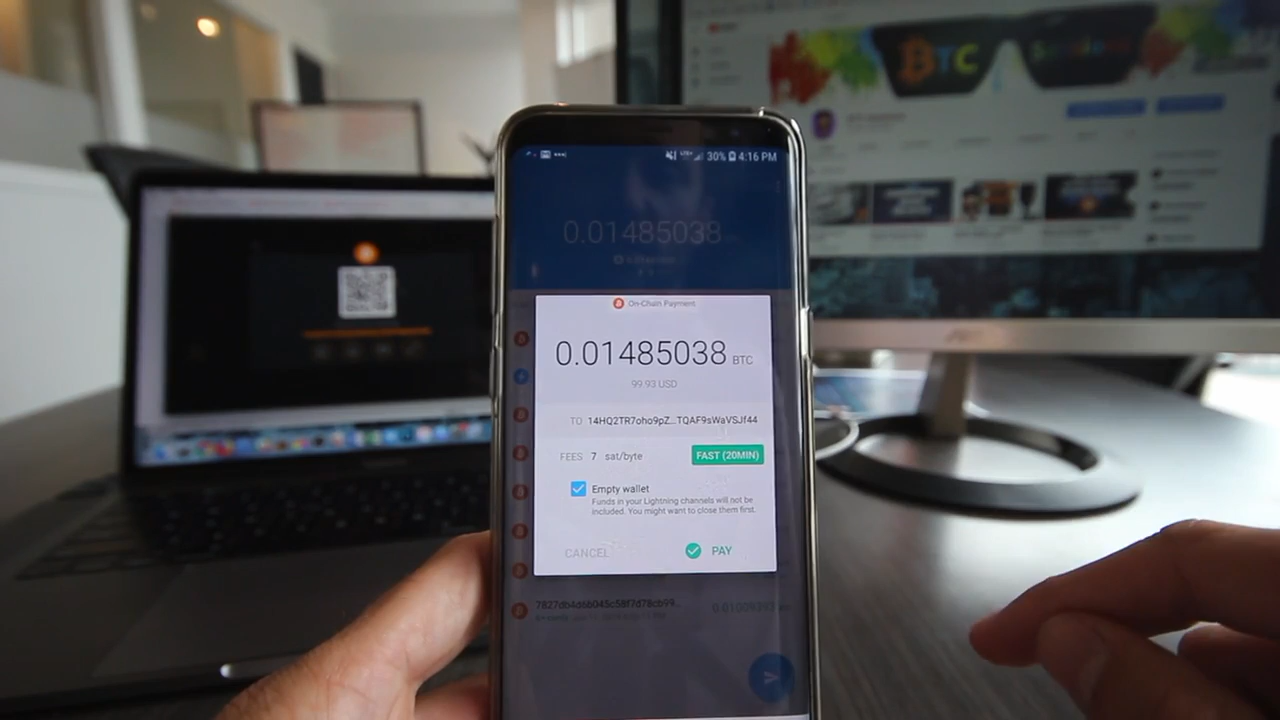 BTC Sessions
30% 4:16 PM
0.01485038
On-Chain Payment
0.01485038 BTC
99.93 USD
TO 14HQ2TR7oho9pZ...TQAF9sWaVSJf44
FEES 7 sat/byte FAST (20MIN)
Empty wallet
Funds in your Lightning channels will not be
included. You might want to close them first.
CANCEL PAY